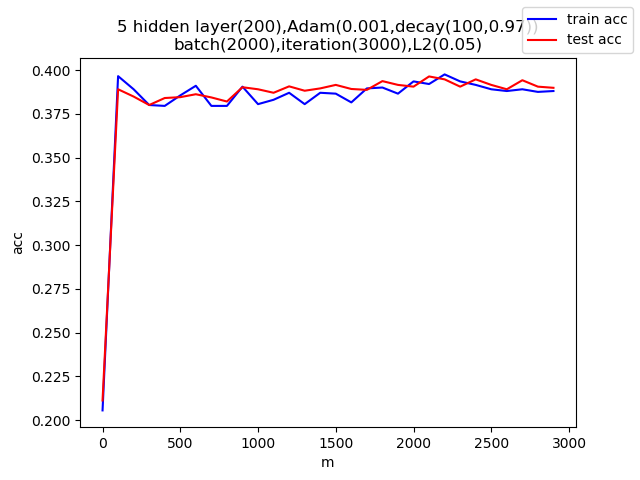 5 hidden layer(200),Adam(0.001,decay(100,0.97))
batch(2000),iteration(3000),L2(0.05)
train acc
test acc
0.400
0.375
0.350
0.325
0.300
0.275
0.250
0.225
0.200
acc
0
500
1000
1500
2000
2500
3000
m